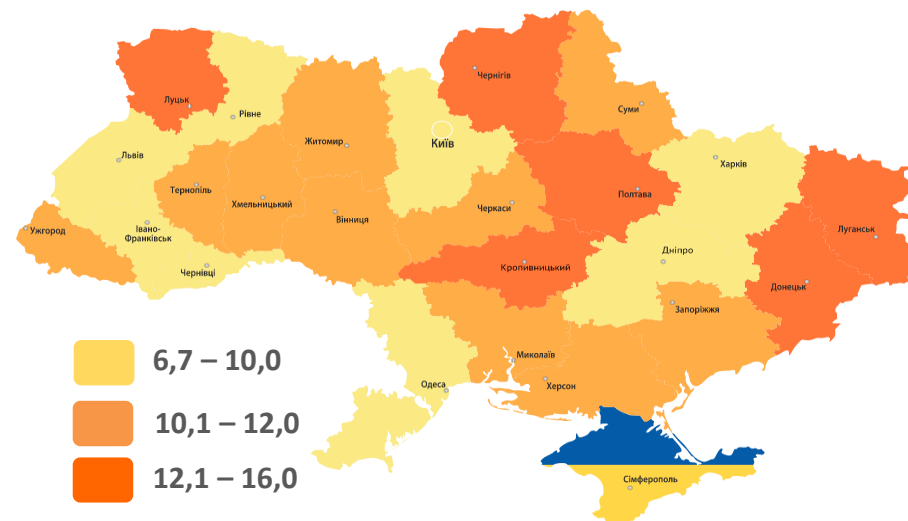 Чернігів
Луцьк
Суми
Рівне
Житомир
Київ
Львів
Харків
Тернопіль
Полтава
Хмельницький
Черкаси
Вінниця
Ужгород
Івано-
Франківськ
Луганськ
Дніпро
Чернівці
Кропивницький
Донецьк
Запоріжжя
Миколаїв
Одеса
Херсон
Сімферополь
6,7 – 10,0
10,1 – 12,0
12,1 – 16,0